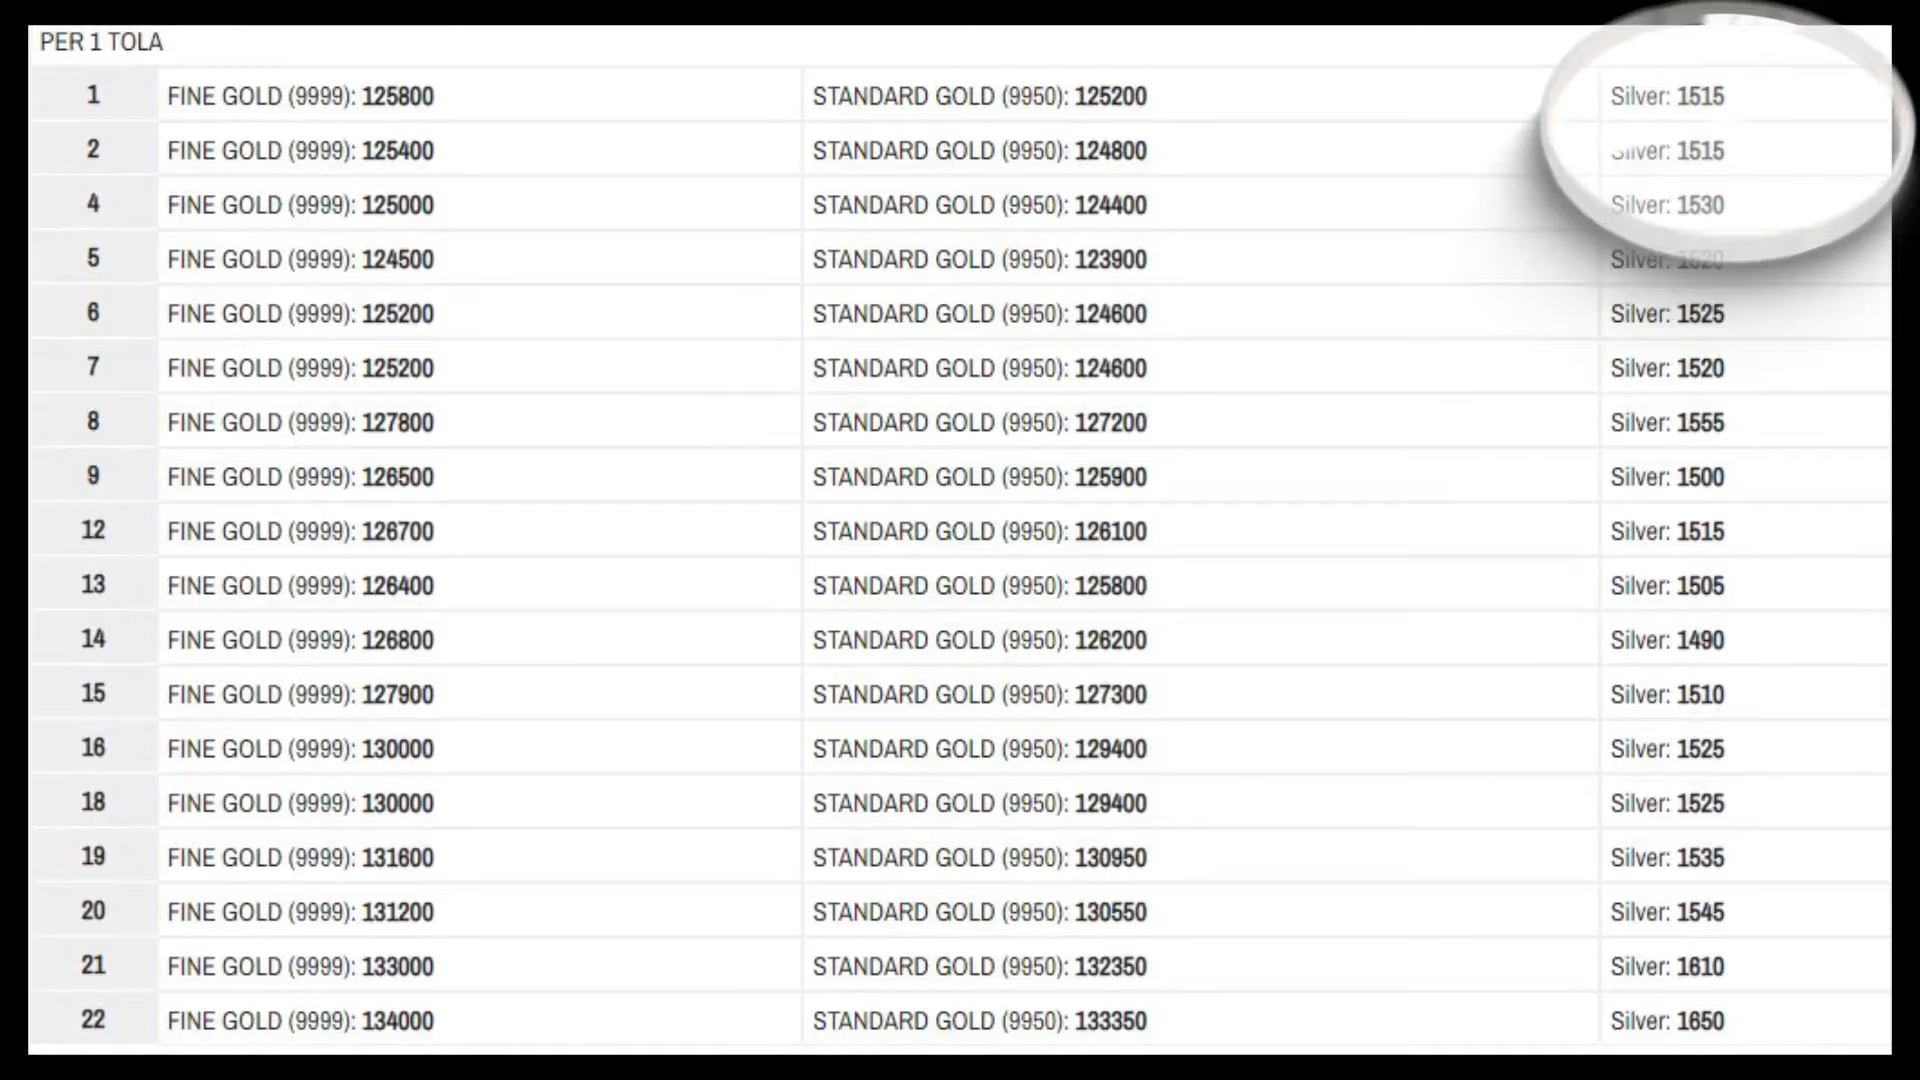 PER 1 TOLA
1 FINE GOLD (9999): 125800 STANDARD GOLD (9950): 125200 Silver: 1515
2 FINE GOLD (9999): 125400 STANDARD GOLD (9950): 124800 Silver: 1515
4 FINE GOLD (9999): 125000 STANDARD GOLD (9950): 124400 Silver: 1530
5 FINE GOLD (9999): 124500 STANDARD GOLD (9950): 123900 Silver: 1520
6 FINE GOLD (9999): 125200 STANDARD GOLD (9950): 124600 Silver: 1525
7 FINE GOLD (9999): 125200 STANDARD GOLD (9950): 124600 Silver: 1520
8 FINE GOLD (9999): 127800 STANDARD GOLD (9950): 127200 Silver: 1555
9 FINE GOLD (9999): 126500 STANDARD GOLD (9950): 125900 Silver: 1500
12 FINE GOLD (9999): 126700 STANDARD GOLD (9950): 126100 Silver: 1515
13 FINE GOLD (9999): 126400 STANDARD GOLD (9950): 125800 Silver: 1505
14 FINE GOLD (9999): 126800 STANDARD GOLD (9950): 126200 Silver: 1490
15 FINE GOLD (9999): 127900 STANDARD GOLD (9950): 127300 Silver: 1510
16 FINE GOLD (9999): 130000 STANDARD GOLD (9950): 129400 Silver: 1525
18 FINE GOLD (9999): 130000 STANDARD GOLD (9950): 129400 Silver: 1525
19 FINE GOLD (9999): 131600 STANDARD GOLD (9950): 130950 Silver: 1535
20 FINE GOLD (9999): 131200 STANDARD GOLD (9950): 130550 Silver: 1545
21 FINE GOLD (9999): 133000 STANDARD GOLD (9950): 132350 Silver: 1610
22 FINE GOLD (9999): 134000 STANDARD GOLD (9950): 133350 Silver: 1650